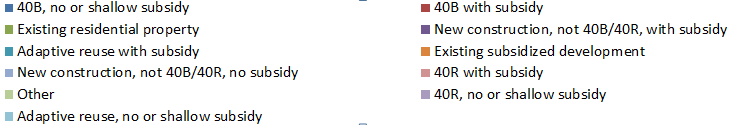 40B, no or shallow subsidy
40B with subsidy
Existing residential property
New construction, not 40B/40R, with subsidy
Adaptive reuse with subsidy
Existing subsidized development
New construction, not 40B/40R, no subsidy
40R with subsidy
Other
40R, no or shallow subsidy
Adaptive reuse, no or shallow subsidy